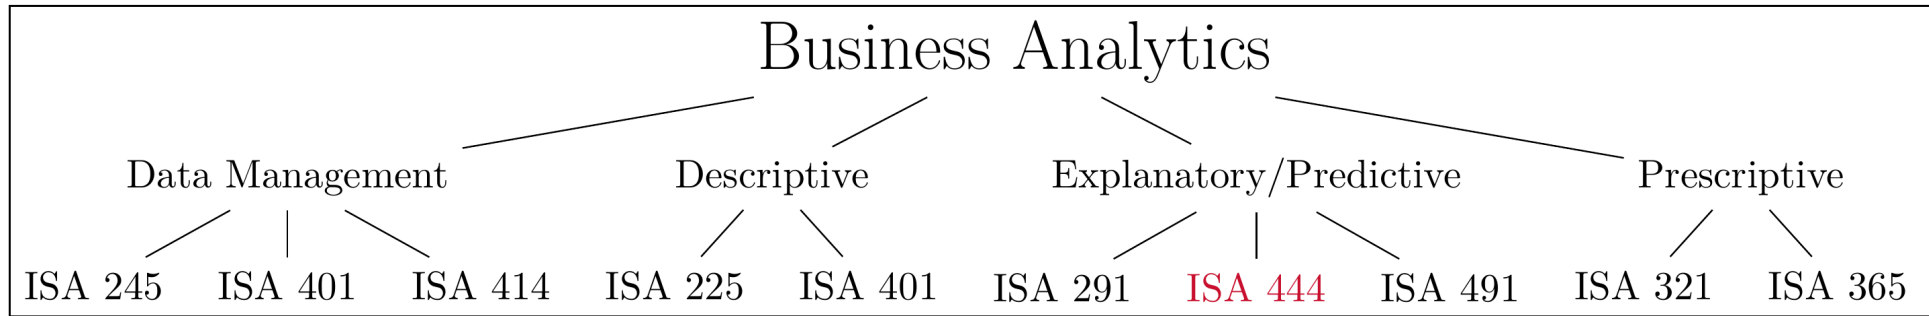 Business Analytics
Data Management Descriptive Explanatory/Predictive Prescriptive
ISA 245 ISA 401 ISA 414 ISA 225 ISA 401 ISA 291 ISA 444 ISA 491 ISA 321 ISA 365